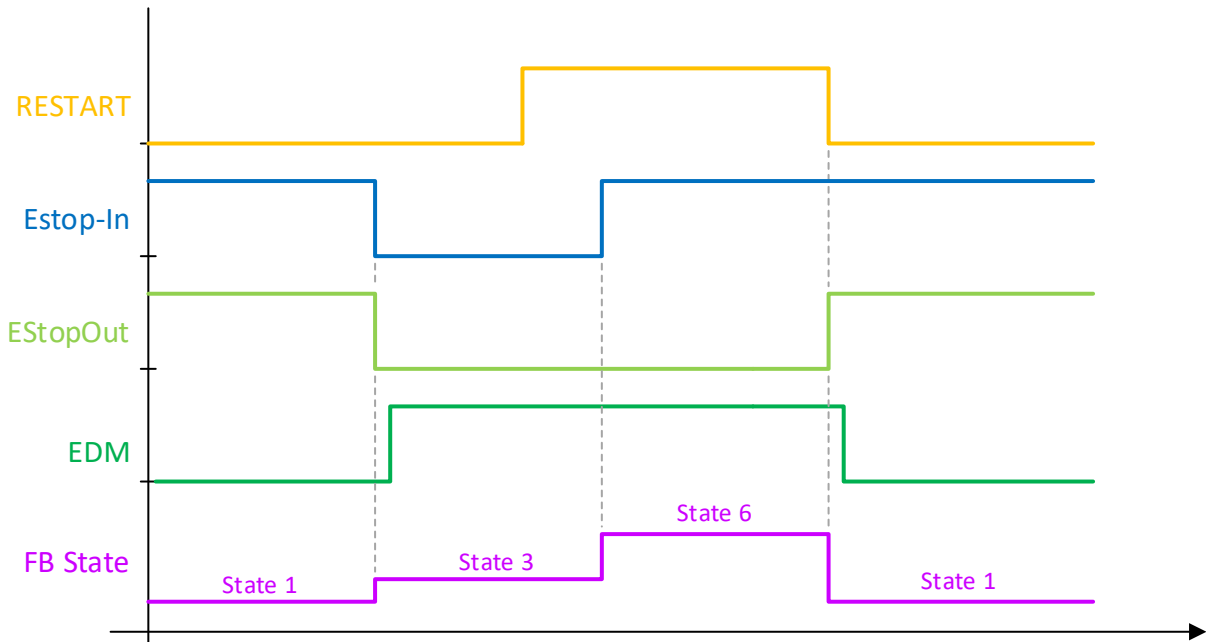 RESTART
Estop-In
EStopOut
EDM
State 6
FB State
State 3
State 1
State 1